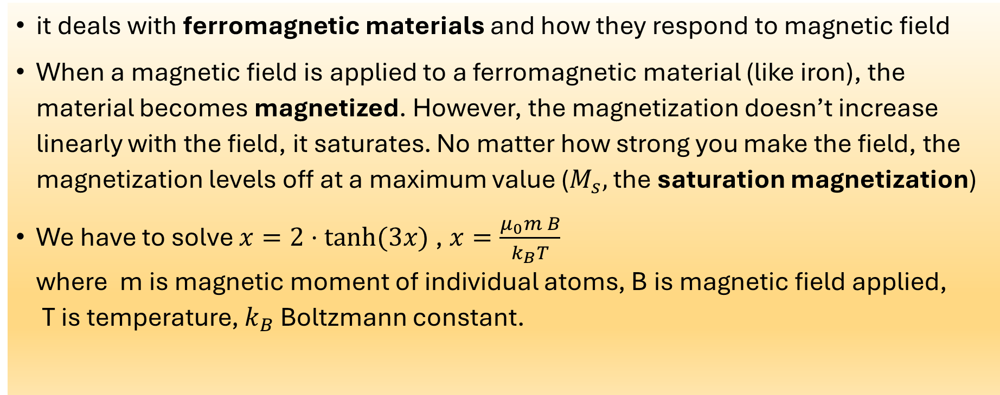 • it deals with ferromagnetic materials and how they respond to magnetic field
• When a magnetic field is applied to a ferromagnetic material (like iron), the
material becomes magnetized. However, the magnetization doesn’t increase
linearly with the field, it saturates. No matter how strong you make the field, the
magnetization levels off at a maximum value (𝑀ₛ, the saturation magnetization)
• We have to solve 𝑥 = 2 · tanh(3𝑥) , 𝑥 = \frac{𝜇_0 𝑚 𝐵}{𝑘_𝐵 𝑇}
where m is magnetic moment of individual atoms, B is magnetic field applied,
T is temperature, 𝑘_𝐵 Boltzmann constant.